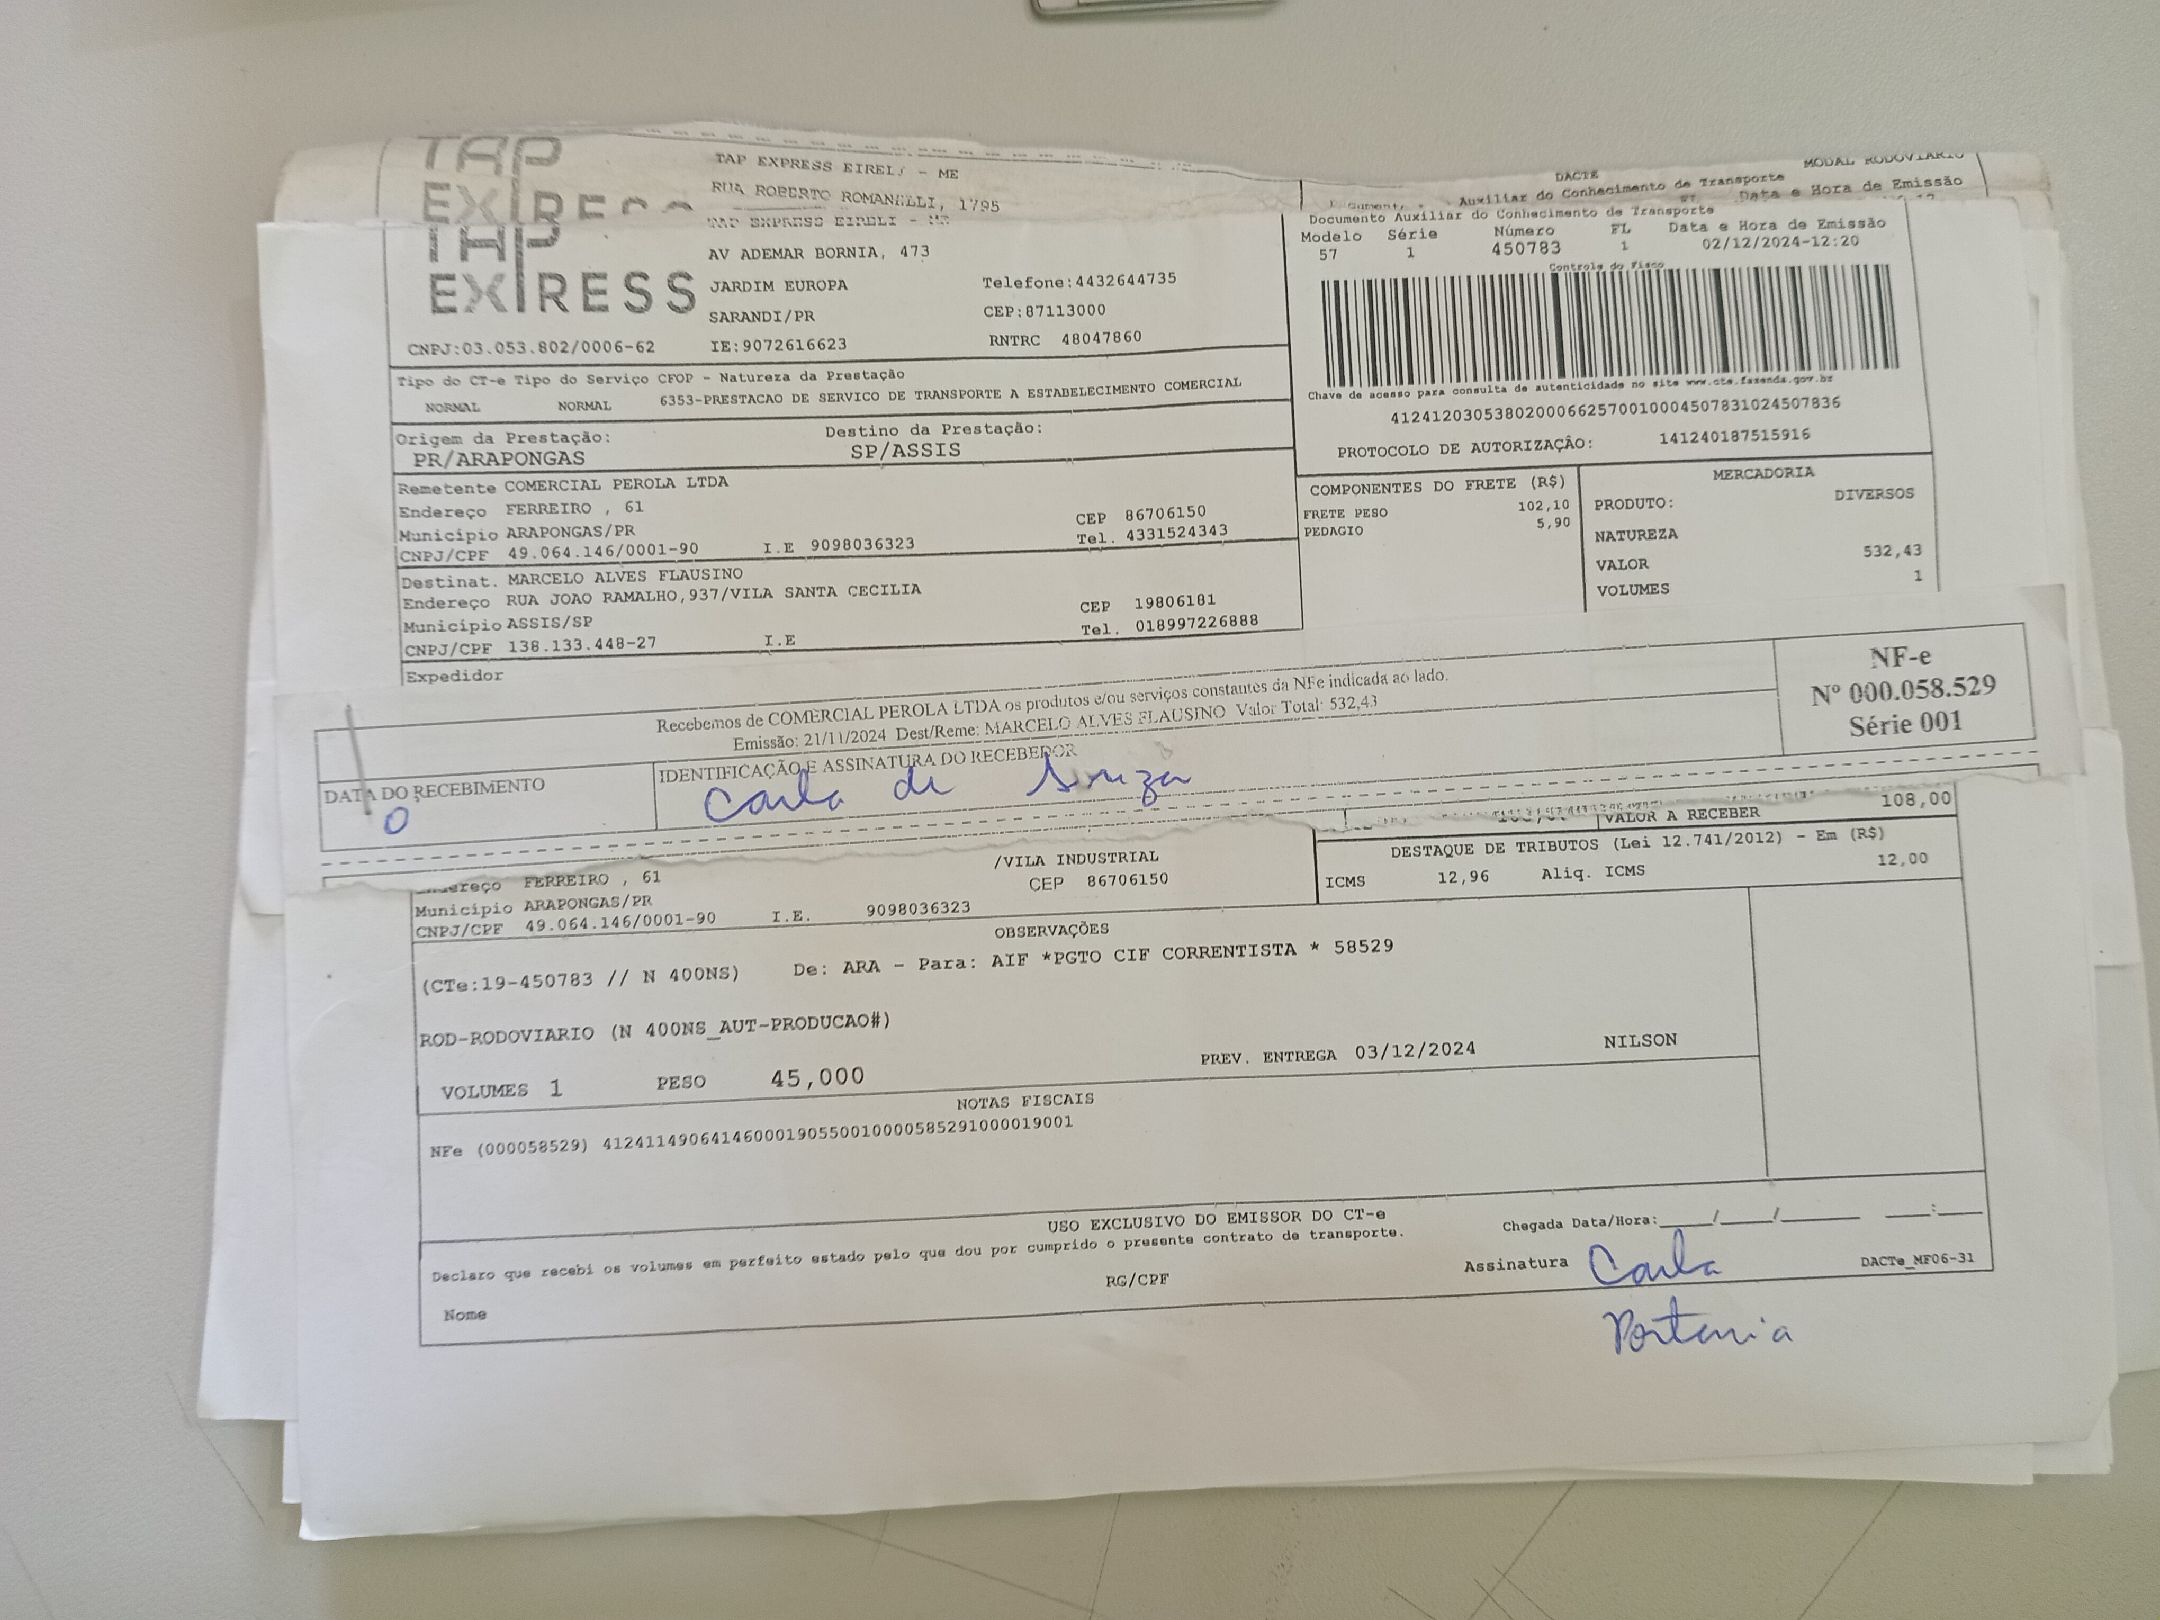 TAP
TAP EXPRESS EIRELI - ME
RUA ROBERTO ROMANELLI, 1795
DACTE
MODAL RODOVIARIO
Auxiliar do Conhecimento de Transporte
Data e Hora de Emissão
TAP
EXPRESS
TAP EXPRESS EIRELI - ME
AV ADEMAR BORNIA, 473
JARDIM EUROPA
Telefone:4432644735
SARANDI/PR
CEP:87113000
CNPJ:03.053.802/0006-62
IE:9072616623
RNTRC 48047860
Documento Auxiliar do Conhecimento de Transporte
Modelo Série Número FL Data e Hora de Emissão
57 1 450783 1 02/12/2024-12:20
Controle do Fisco
Chave de acesso para consulta de autenticidade no site www.cte.fazenda.gov.br
41241203053802000662570010004507831024507836
PROTOCOLO DE AUTORIZAÇÂO: 141240187515916
Tipo do CT-e Tipo do Serviço CFOP - Natureza da Prestação
NORMAL NORMAL 6353-PRESTACAO DE SERVICO DE TRANSPORTE A ESTABELECIMENTO COMERCIAL
Origem da Prestação: Destino da Prestação:
PR/ARAPONGAS SP/ASSIS
Remetente COMERCIAL PEROLA LTDA
Endereço FERREIRO , 61
Município ARAPONGAS/PR CEP 86706150
CNPJ/CPF 49.064.146/0001-90 I.E 9098036323 Tel. 4331524343
Destinat. MARCELO ALVES FLAUSINO
Endereço RUA JOAO RAMALHO,937/VILA SANTA CECILIA
Município ASSIS/SP CEP 19806181
CNPJ/CPF 138.133.448-27 I.E Tel. 018997226888
Expedidor
COMPONENTES DO FRETE (R$)
FRETE PESO 102,10
PEDAGIO 5,90
MERCADORIA
PRODUTO: DIVERSOS
NATUREZA
VALOR 532,43
VOLUMES 1
Recebemos de COMERCIAL PEROLA LTDA os produtos e/ou serviços constantes da NFe indicada ao lado.
Emissão: 21/11/2024 Dest/Reme: MARCELO ALVES FLAUSINO Valor Total: 532,43
NF-e
Nº 000.058.529
Série 001
DATA DO RECEBIMENTO
IDENTIFICAÇÃO E ASSINATURA DO RECEBEDOR
Carla de Souza
VALOR A RECEBER 108,00
DESTAQUE DE TRIBUTOS (Lei 12.741/2012) - Em (R$)
ICMS 12,96 Aliq. ICMS 12,00
/VILA INDUSTRIAL
Endereço FERREIRO , 61
CEP 86706150
Município ARAPONGAS/PR
CNPJ/CPF 49.064.146/0001-90 I.E. 9098036323
OBSERVAÇÕES
(CTe:19-450783 // N 400NS) De: ARA - Para: AIF *PGTO CIF CORRENTISTA * 58529
ROD-RODOVIARIO (N 400NS_AUT-PRODUCAO#)
VOLUMES 1 PESO 45,000 PREV. ENTREGA 03/12/2024 NILSON
NOTAS FISCAIS
NFe (000058529) 41241149064146000190550010000585291000019001
USO EXCLUSIVO DO EMISSOR DO CT-e
Declaro que recebi os volumes em perfeito estado pelo que dou por cumprido o presente contrato de transporte.
Chegada Data/Hora:____/____/______ ____:____
Nome RG/CPF Assinatura Carla DACTe_MF06-31
Portaria